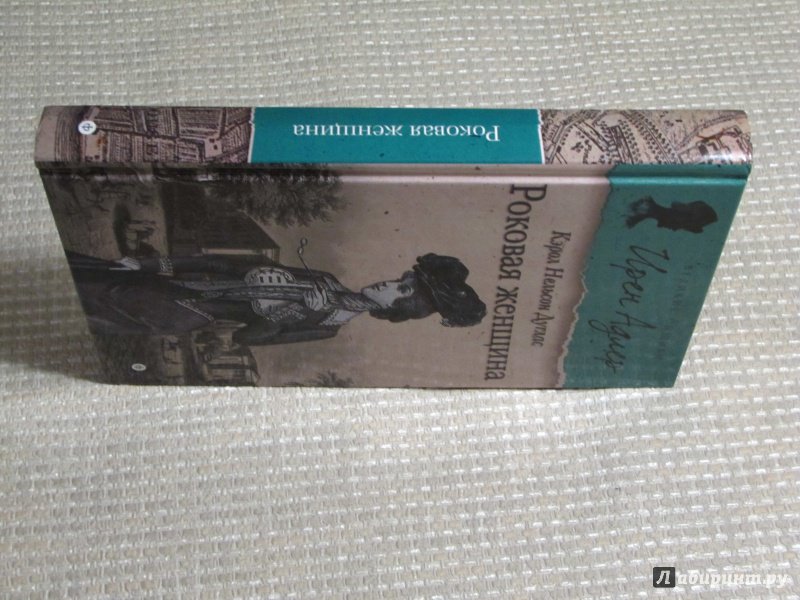 Роковая женщина
Ирен Адлер
Кэрол Нельсон Дуглас
Роковая женщина
Лабиринт.ру